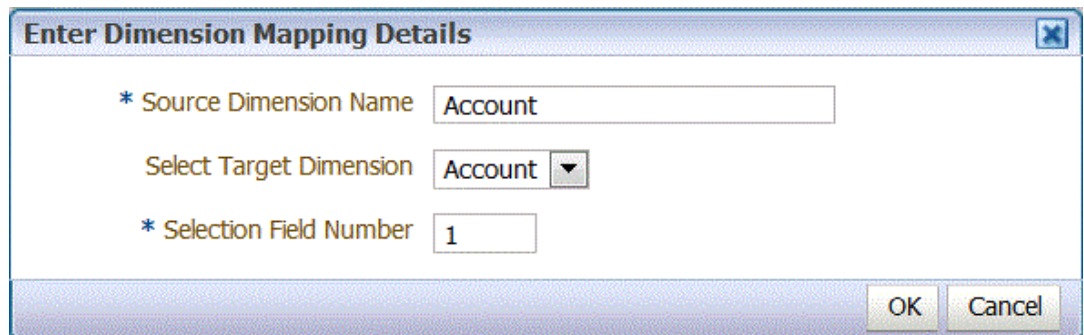 Enter Dimension Mapping Details
* Source Dimension Name Account
Select Target Dimension Account
* Selection Field Number 1
OK Cancel